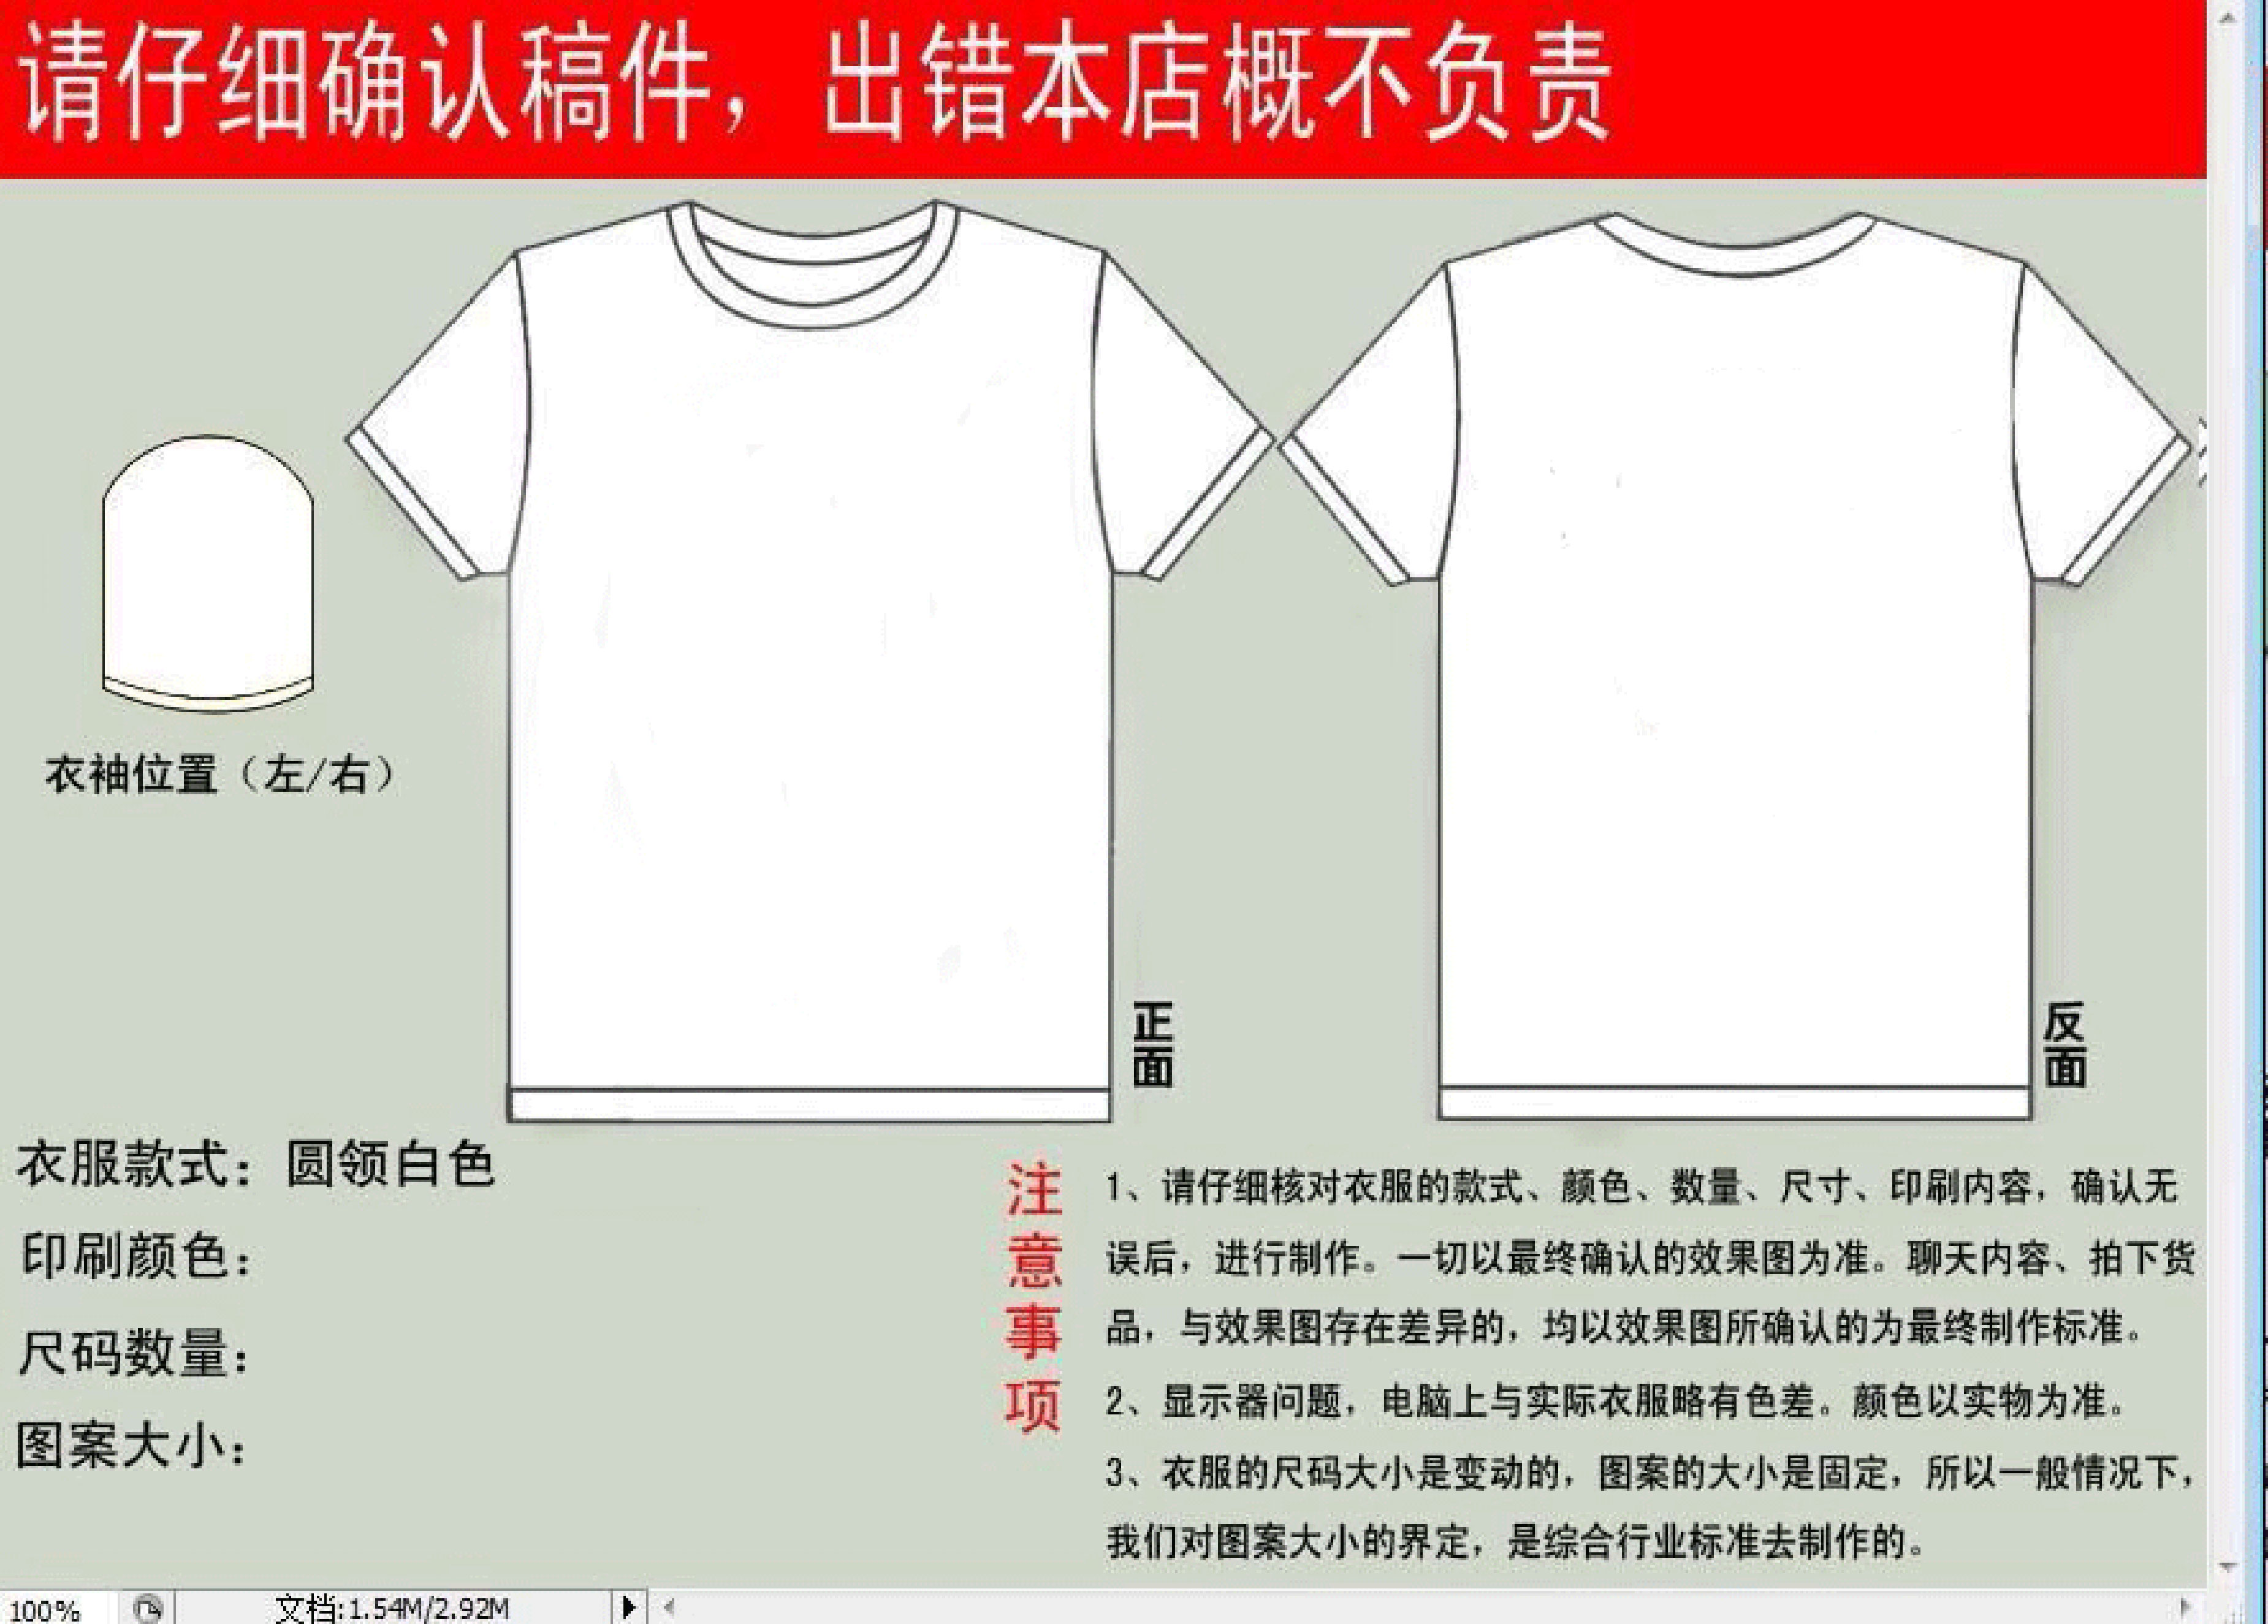 请仔细确认稿件，出错本店概不负责
衣袖位置（左/右）
正面
反面
衣服款式：圆领白色
印刷颜色：
尺码数量：
图案大小：
注意事项
1、请仔细核对衣服的款式、颜色、数量、尺寸、印刷内容，确认无
误后，进行制作。一切以最终确认的效果图为准。聊天内容、拍下货
品，与效果图存在差异的，均以效果图所确认的为最终制作标准。
2、显示器问题，电脑上与实际衣服略有色差。颜色以实物为准。
3、衣服的尺码大小是变动的，图案的大小是固定，所以一般情况下，
我们对图案大小的界定，是综合行业标准去制作的。
100%
文档:1.54M/2.92M